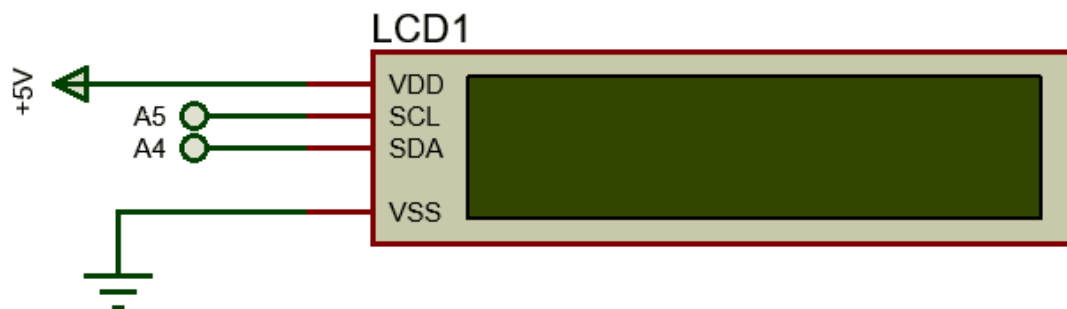 LCD1
+5V
VDD
A5
SCL
A4
SDA
VSS